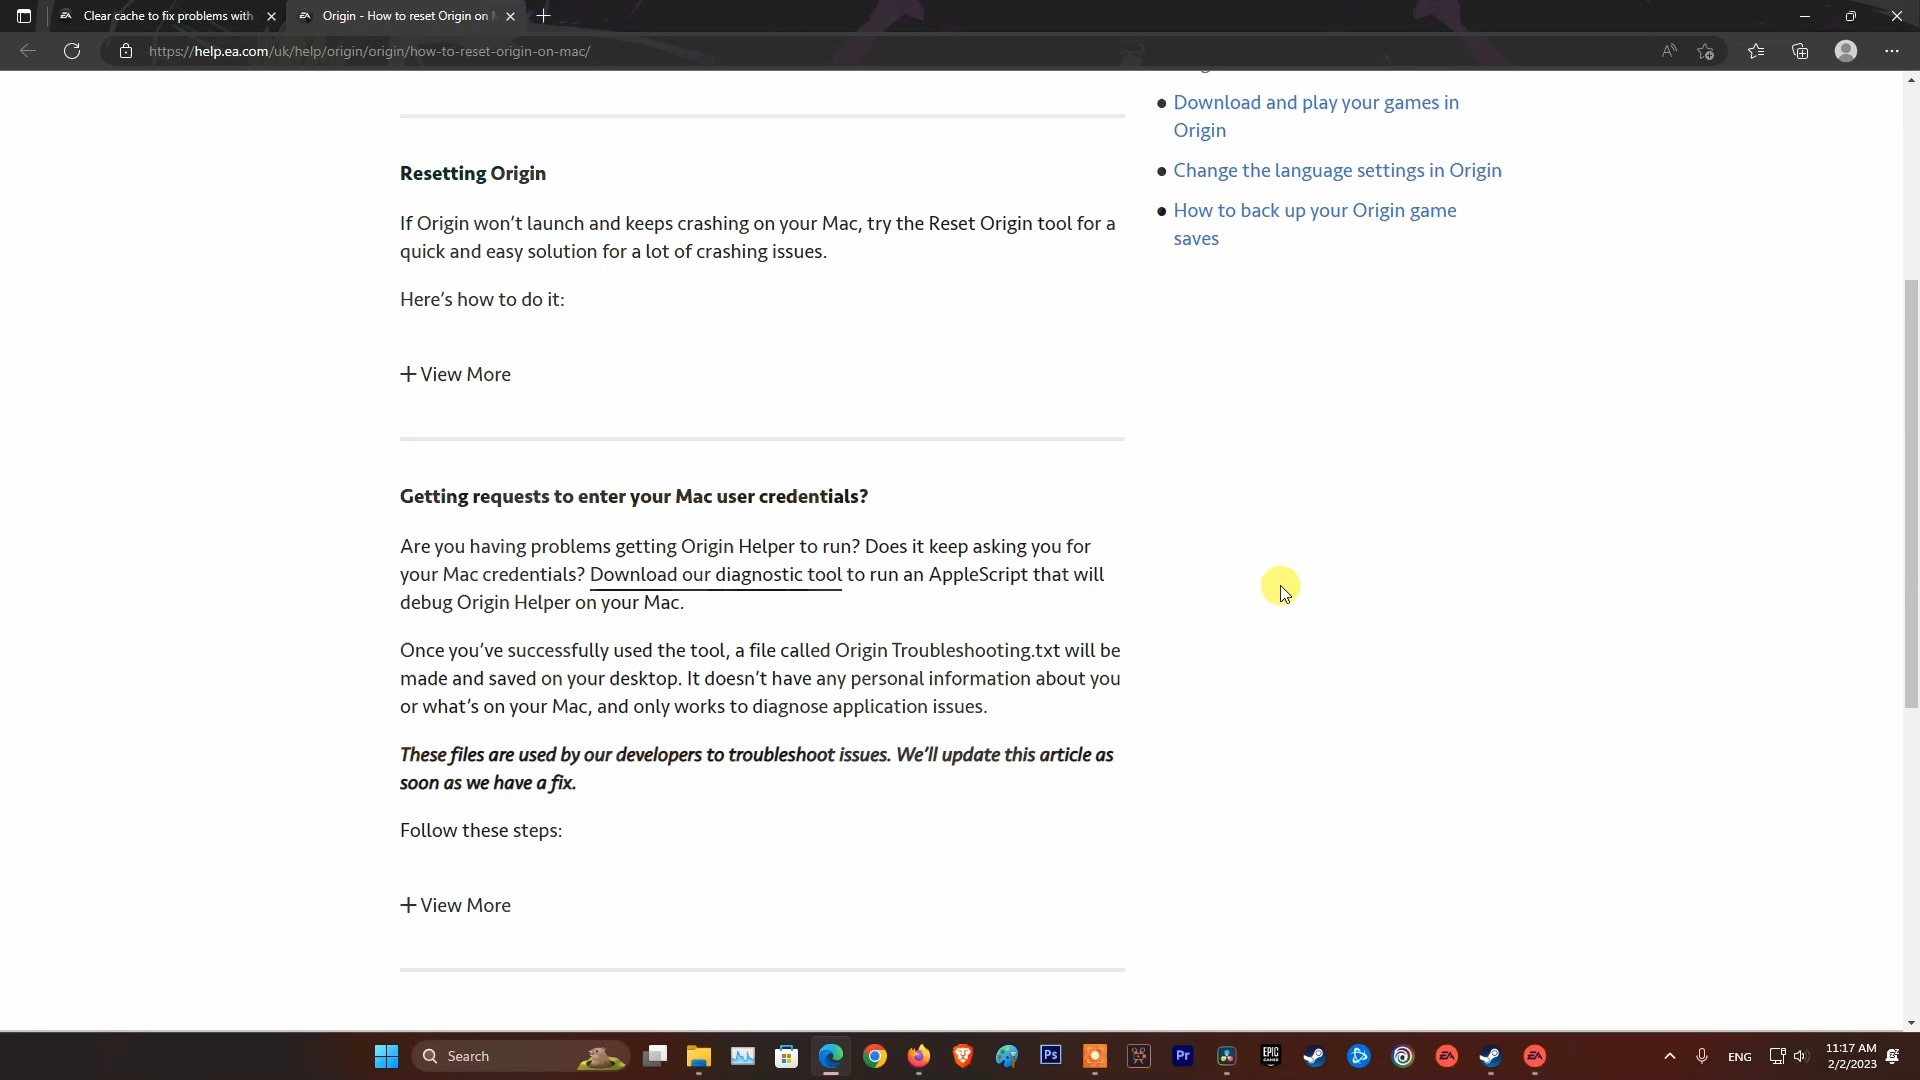 Clear cache to fix problems with
Origin - How to reset Origin on
https://help.ea.com/uk/help/origin/origin/how-to-reset-origin-on-mac/
Download and play your games in
Origin
Change the language settings in Origin
How to back up your Origin game
saves
Resetting Origin
If Origin won't launch and keeps crashing on your Mac, try the Reset Origin tool for a
quick and easy solution for a lot of crashing issues.
Here's how to do it:
+ View More
Getting requests to enter your Mac user credentials?
Are you having problems getting Origin Helper to run? Does it keep asking you for
your Mac credentials? Download our diagnostic tool to run an AppleScript that will
debug Origin Helper on your Mac.
Once you've successfully used the tool, a file called Origin Troubleshooting.txt will be
made and saved on your desktop. It doesn't have any personal information about you
or what's on your Mac, and only works to diagnose application issues.
These files are used by our developers to troubleshoot issues. We'll update this article as
soon as we have a fix.
Follow these steps:
+ View More
Search
Ps
Pr
EPIC
GAMES
EA
EA
ENG
11:17 AM
2/2/2023